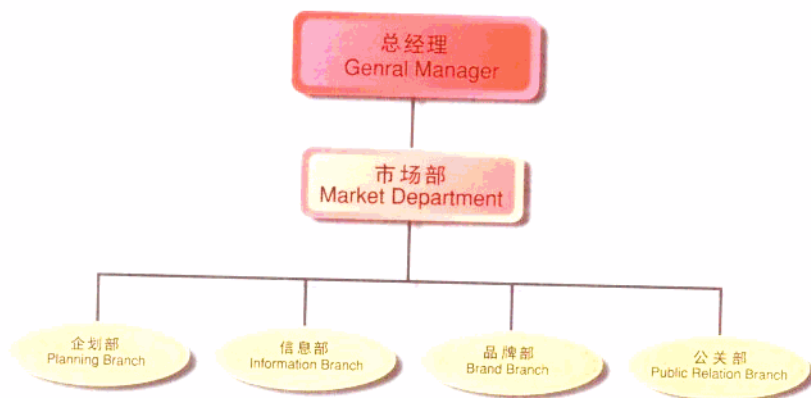 总经理
Genral Manager
市场部
Market Department
企划部
Planning Branch
信息部
Information Branch
品牌部
Brand Branch
公关部
Public Relation Branch